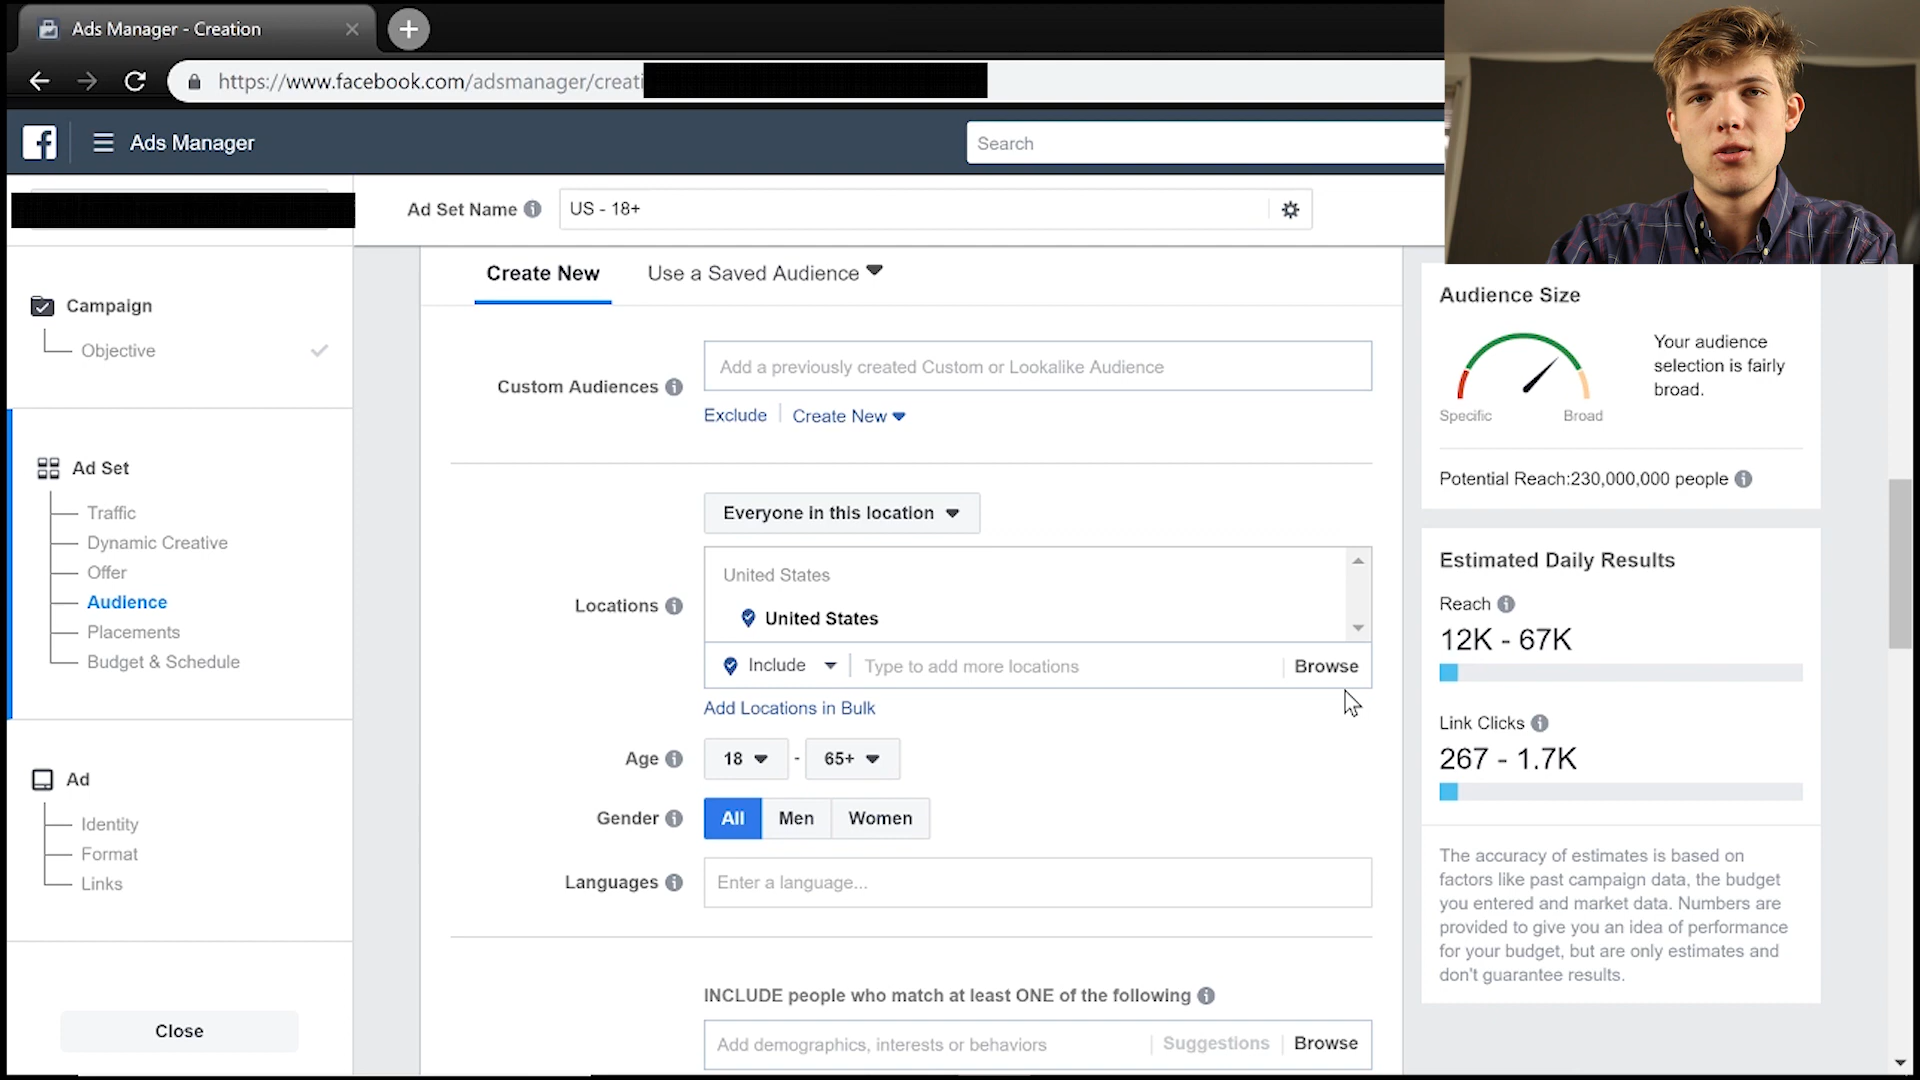 Ads Manager - Creation
https://www.facebook.com/adsmanager/creati
Ads Manager
Search
Ad Set Name
US - 18+
Create New
Use a Saved Audience
Campaign
Objective
Custom Audiences
Add a previously created Custom or Lookalike Audience
Exclude
Create New
Ad Set
Traffic
Dynamic Creative
Offer
Audience
Placements
Budget & Schedule
Everyone in this location
Locations
United States
United States
Include
Type to add more locations
Browse
Add Locations in Bulk
Age
18
-
65+
Gender
All
Men
Women
Languages
Enter a language...
Ad
Identity
Format
Links
Close
INCLUDE people who match at least ONE of the following
Add demographics, interests or behaviors
Suggestions
Browse
Audience Size
Your audience
selection is fairly
broad.
Specific
Broad
Potential Reach:230,000,000 people
Estimated Daily Results
Reach
12K - 67K
Link Clicks
267 - 1.7K
The accuracy of estimates is based on
factors like past campaign data, the budget
you entered and market data. Numbers are
provided to give you an idea of performance
for your budget, but are only estimates and
don't guarantee results.